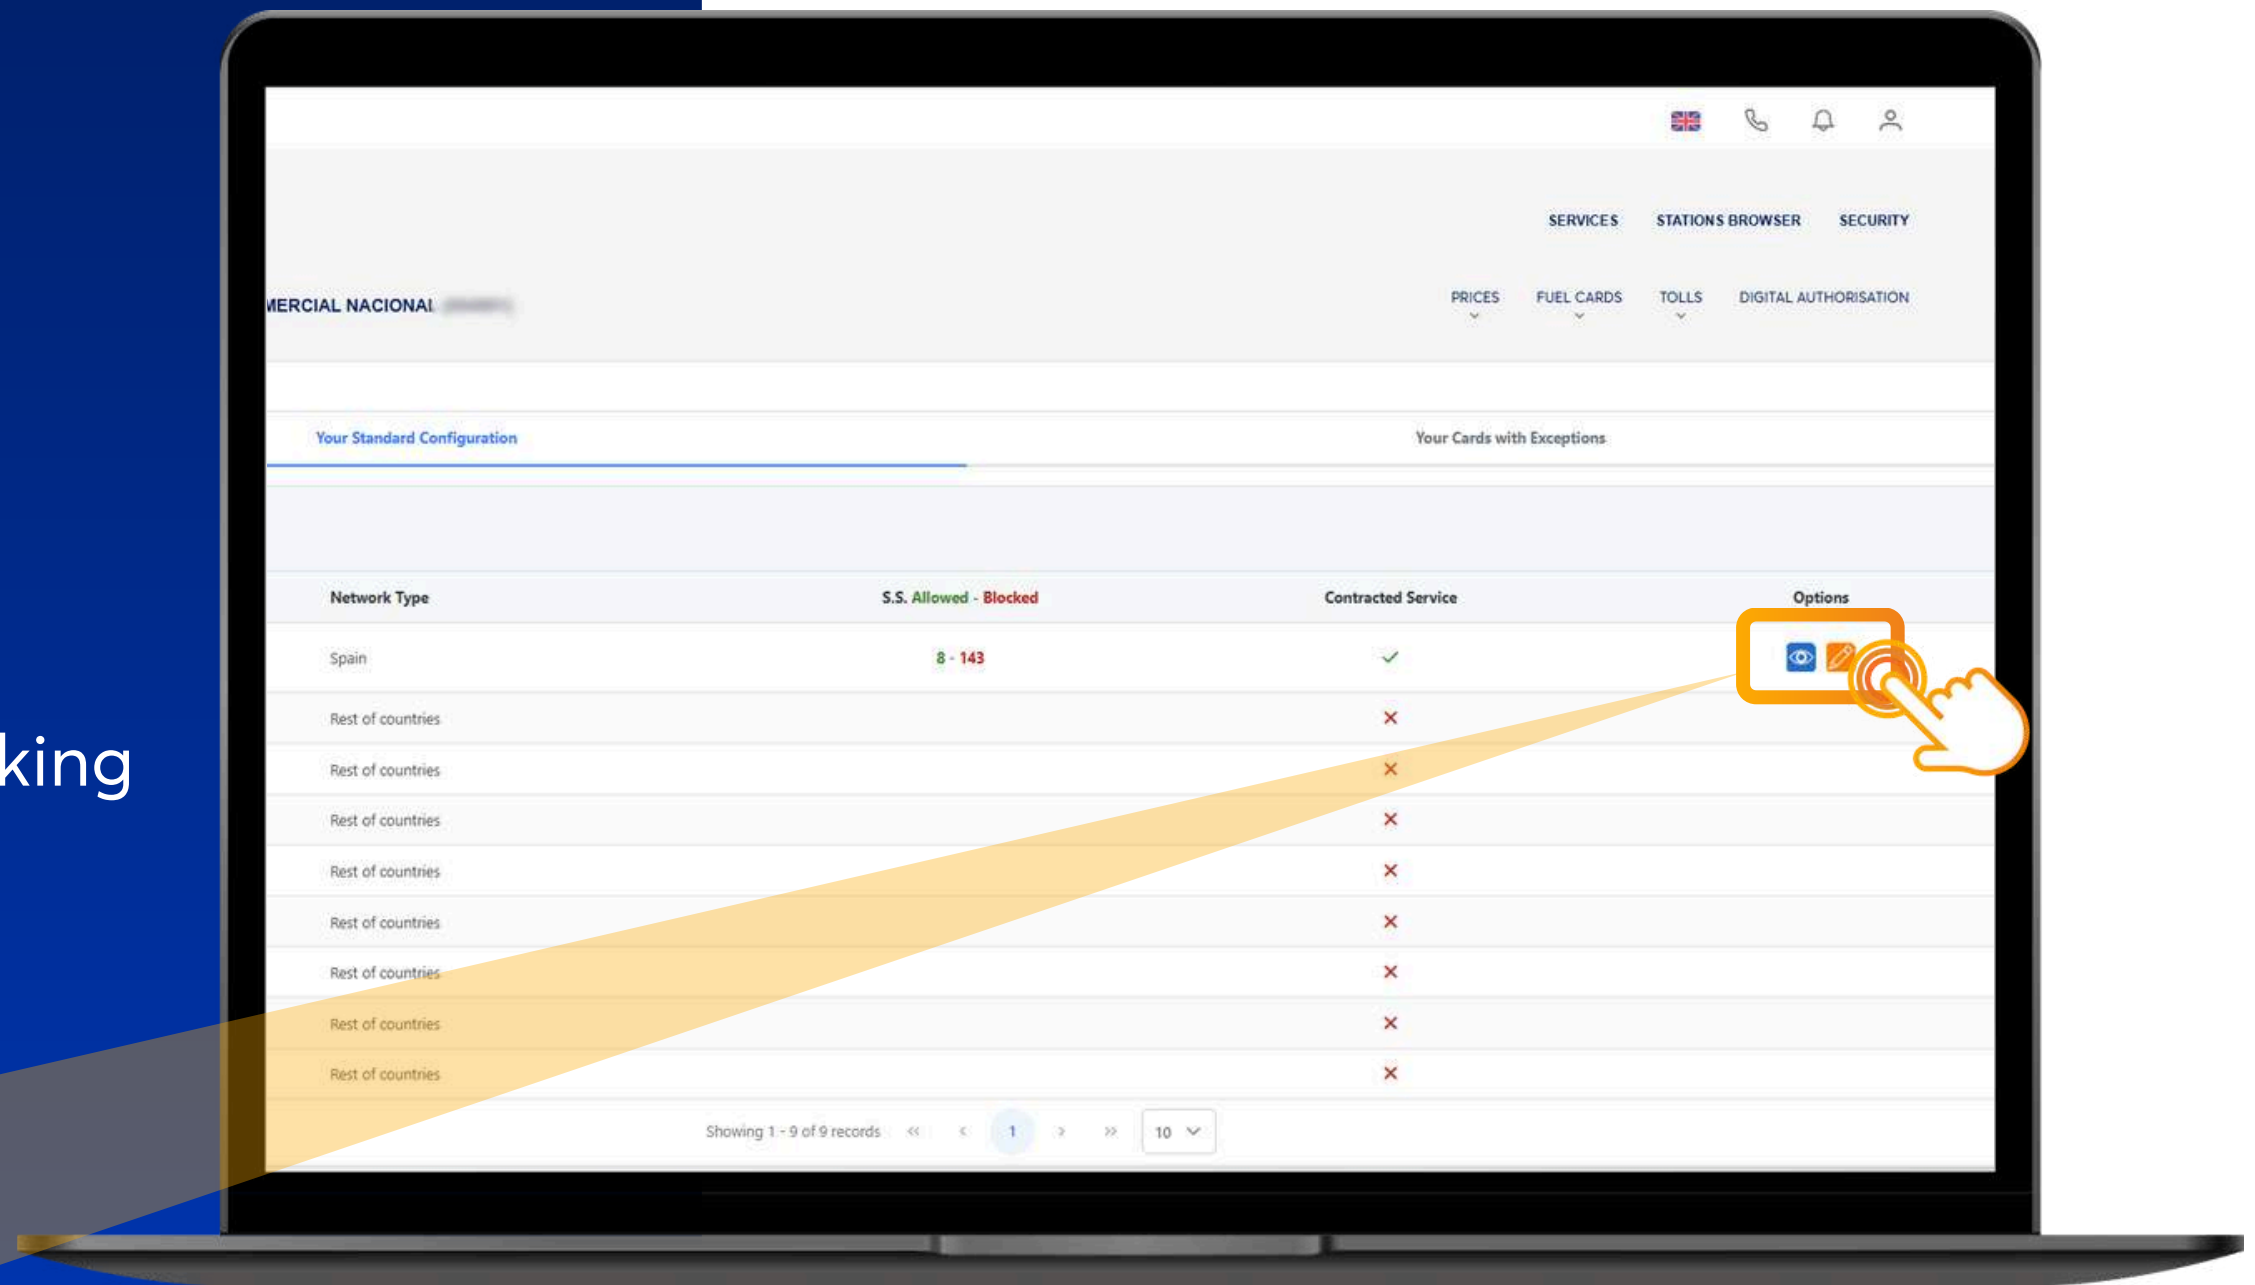 SERVICES STATIONS BROWSER SECURITY
MERCIAL NACIONAL
PRICES FUEL CARDS TOLLS DIGITAL AUTHORISATION
Your Standard Configuration Your Cards with Exceptions
Network Type S.S. Allowed - Blocked Contracted Service Options
Spain 8 - 143
Rest of countries
king
Rest of countries
Rest of countries
Rest of countries
Rest of countries
Rest of countries
Rest of countries
Rest of countries
Showing 1 - 9 of 9 records << < 1 > >> 10